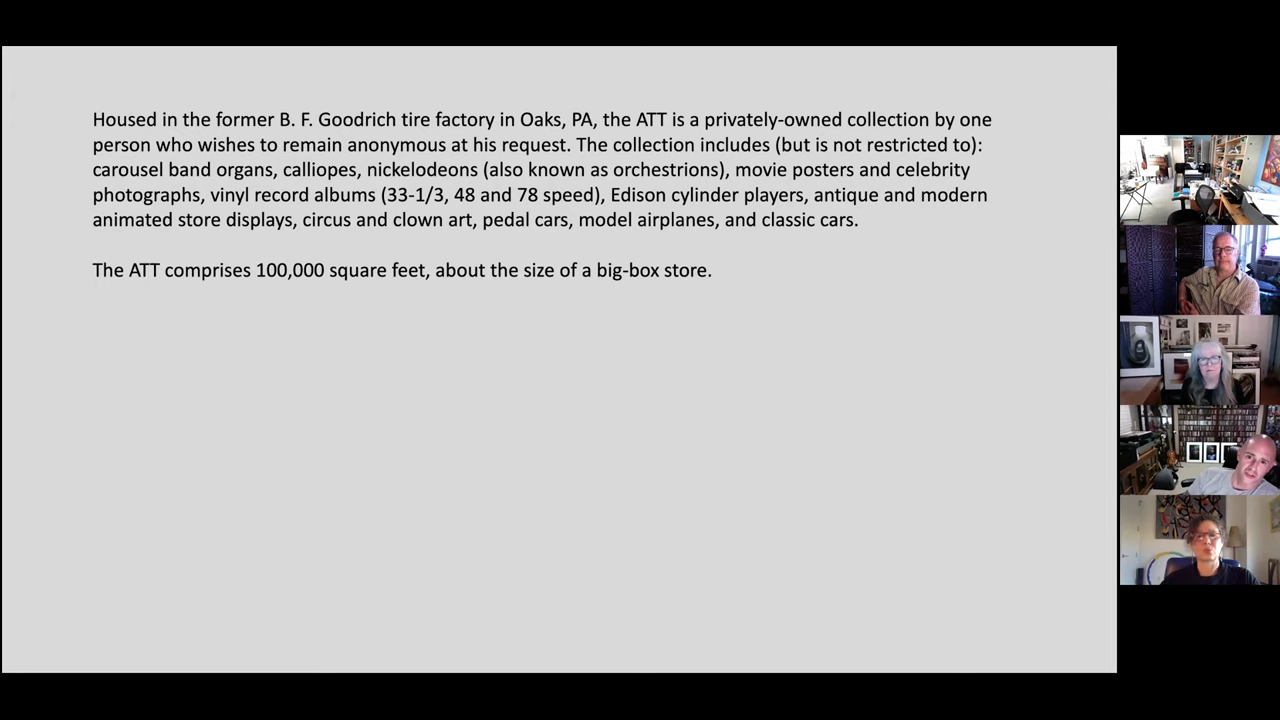 Housed in the former B. F. Goodrich tire factory in Oaks, PA, the ATT is a privately-owned collection by one
person who wishes to remain anonymous at his request. The collection includes (but is not restricted to):
carousel band organs, calliopes, nickelodeons (also known as orchestrions), movie posters and celebrity
photographs, vinyl record albums (33-1/3, 48 and 78 speed), Edison cylinder players, antique and modern
animated store displays, circus and clown art, pedal cars, model airplanes, and classic cars.
The ATT comprises 100,000 square feet, about the size of a big-box store.